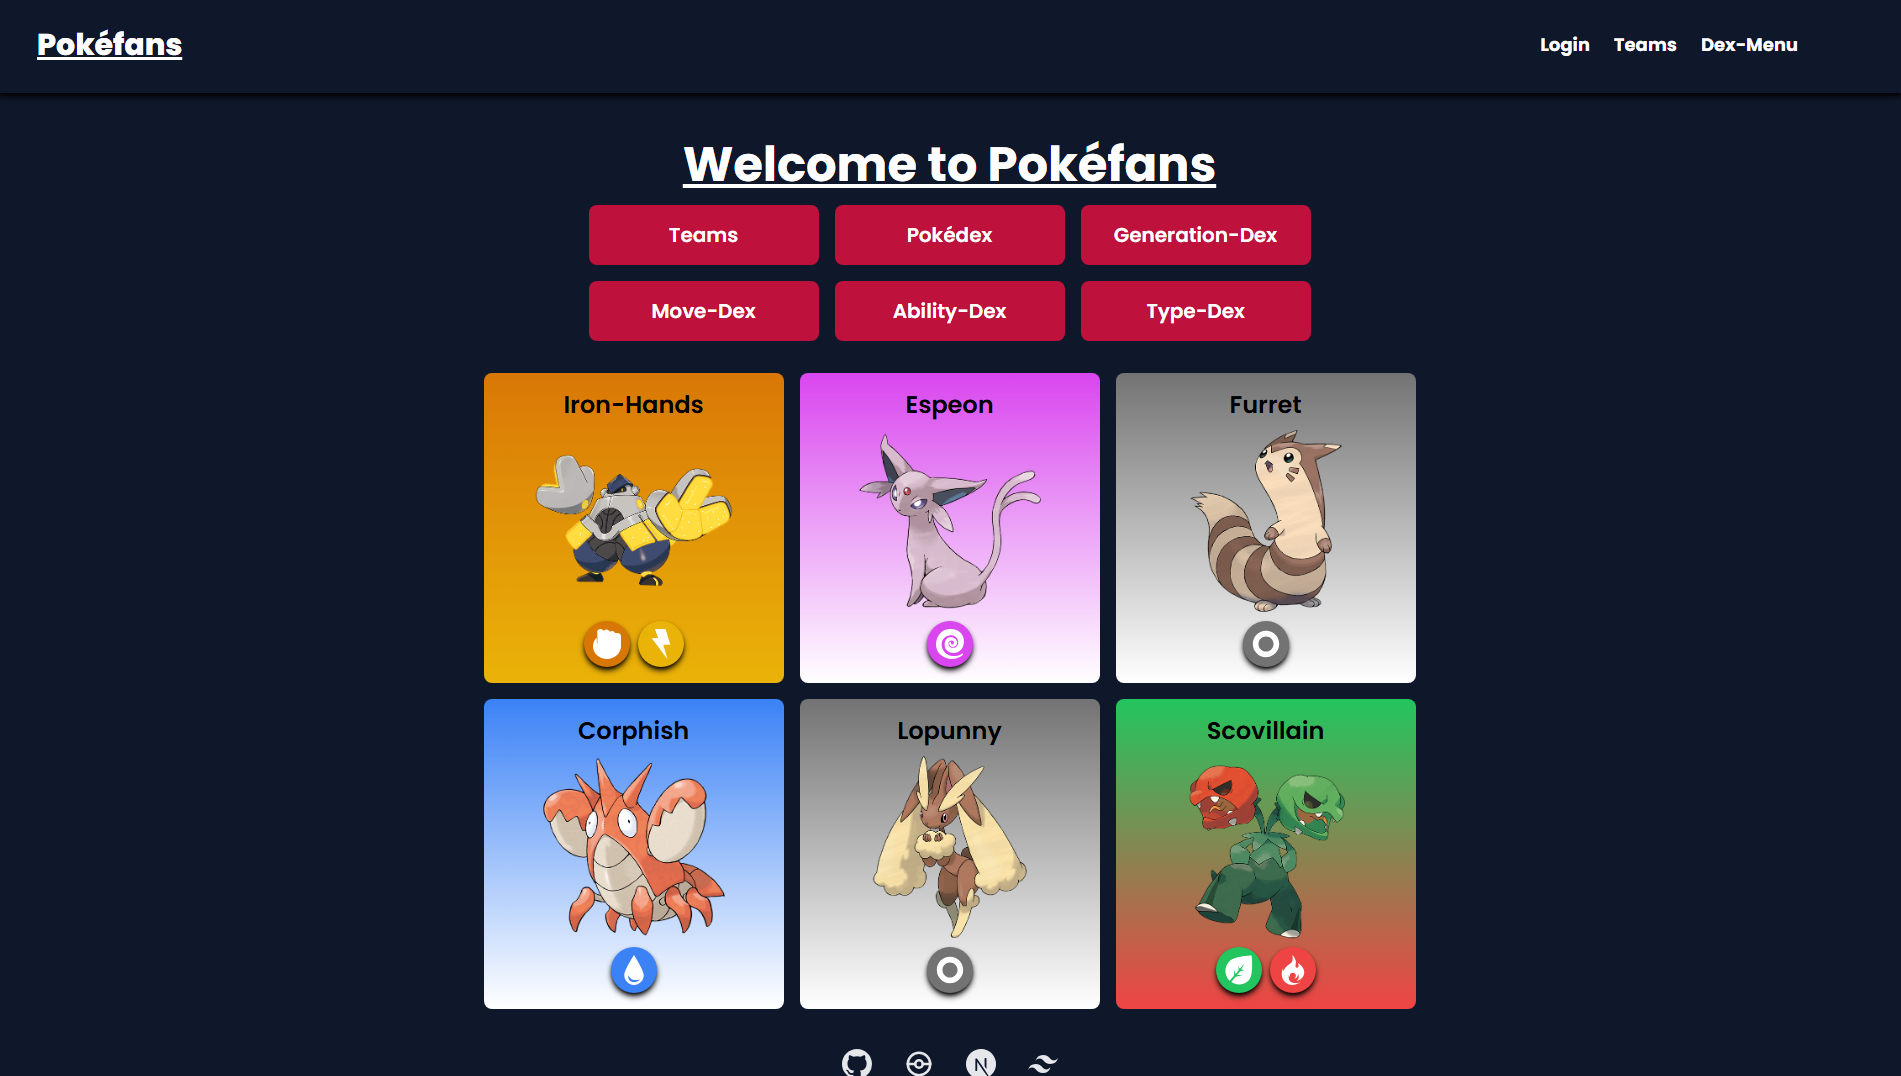 Pokéfans
Login Teams Dex-Menu
Welcome to Pokéfans
Teams Pokédex Generation-Dex
Move-Dex Ability-Dex Type-Dex
Iron-Hands Espeon Furret
Corphish Lopunny Scovillain
N